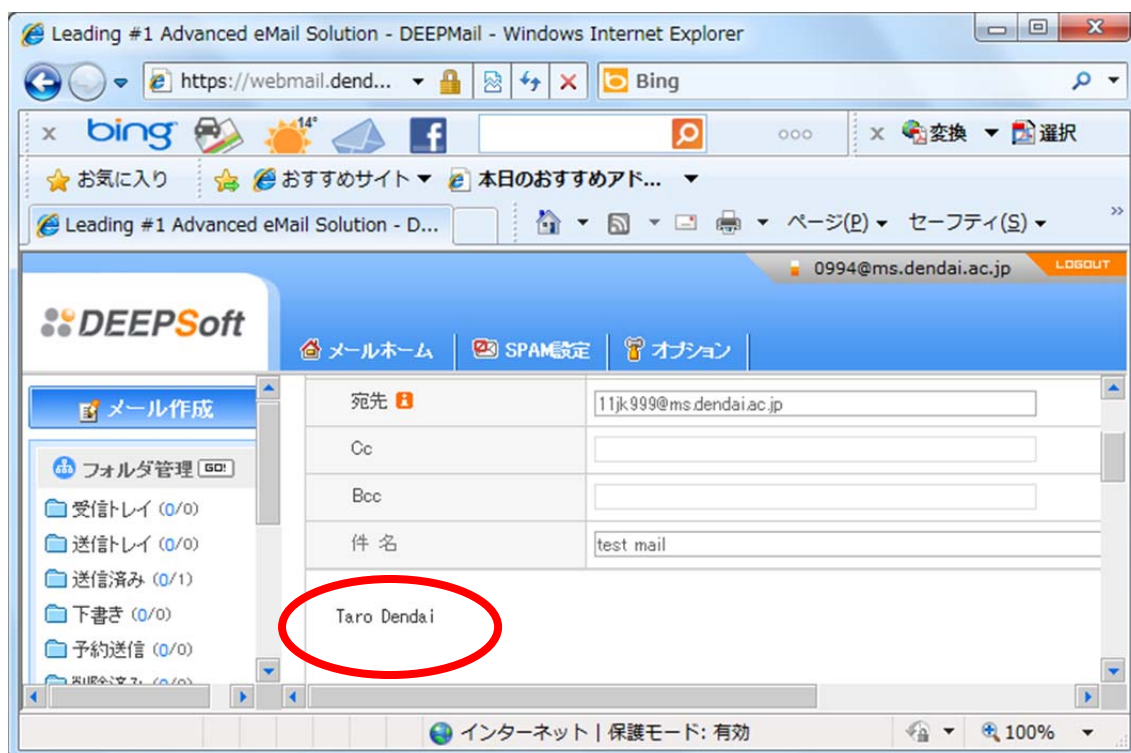 Leading #1 Advanced eMail Solution - DEEPMail - Windows Internet Explorer
https://webmail.dend...
Bing
x bing 14° ooo x 変換 選択
お気に入り おすすめサイト 本日のおすすめアド...
Leading #1 Advanced eMail Solution - D... ページ(P) セーフティ(S) »
0994@ms.dendai.ac.jp LOGOUT
DEEPSoft
メールホーム SPAM設定 オプション
メール作成
フォルダ管理 GO!
受信トレイ (0/0)
送信トレイ (0/0)
送信済み (0/1)
下書き (0/0)
予約送信 (0/0)
削除済み (0/0)
宛先 11jk999@ms.dendai.ac.jp
Cc
Bcc
件 名 test mail
Taro Dendai
インターネット | 保護モード: 有効 100%